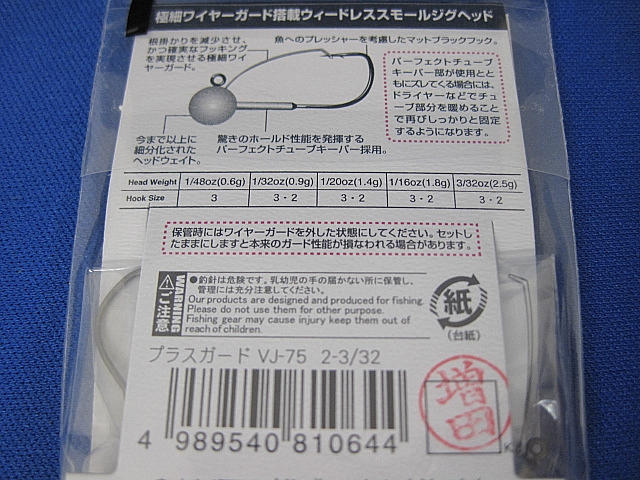 極細ワイヤーガード搭載ウィードレススモールジグヘッド
根掛かりを減少させ、
かつ確実なフッキング
を実現させる極細ワイ
ヤーガード。
魚へのプレッシャーを考慮したマットブラックフック。
パーフェクトチューブ
キーパー部が使用とと
もにズレてくる場合には、
ドライヤーなどでチュ
ーブ部分を暖めること
で再びしっかりと固定
するようになります。
今まで以上に
細分化された
ヘッドウェイト。
驚きのホールド性能を発揮する
パーフェクトチューブキーパー採用。
Head Weight 1/48oz(0.6g) 1/32oz(0.9g) 1/20oz(1.4g) 1/16oz(1.8g) 3/32oz(2.5g)
Hook Size 3 3・2 3・2 3・2 3・2
保管時にはワイヤーガードを外した状態にしてください。セットし
たままにしますと本来のガード性能が損なわれる場合があります。
WARNING
ご注意
●釣針は危険です。乳幼児の手の届かない所に保管し、
管理には充分注意してください。
Our products are designed and produced for fishing.
Please do not use them for other purpose.
Fishing gear may cause injury keep them out of
reach of children.
紙
(台紙)
プラスガード VJ-75 2-3/32
増田
4 989540 810644